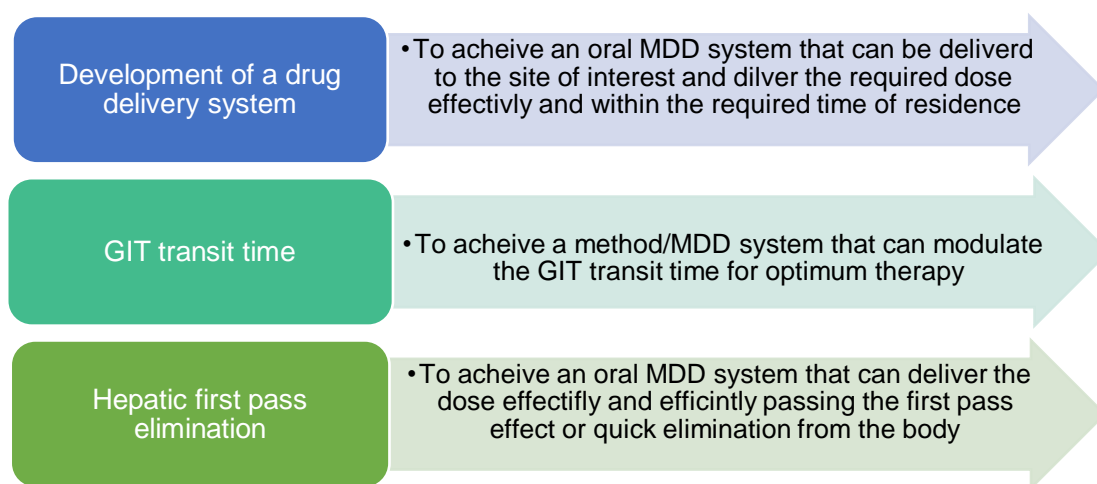 Development of a drug
delivery system
•To acheive an oral MDD system that can be deliverd
to the site of interest and dilver the required dose
effectivly and within the required time of residence
GIT transit time
•To acheive a method/MDD system that can modulate
the GIT transit time for optimum therapy
Hepatic first pass
elimination
•To acheive an oral MDD system that can deliver the
dose effectifly and efficintly passing the first pass
effect or quick elimination from the body